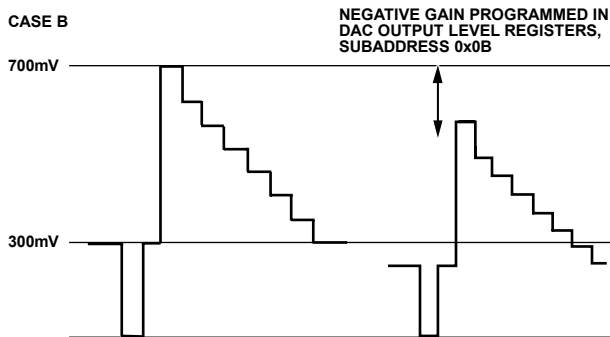 CASE B
NEGATIVE GAIN PROGRAMMED IN
DAC OUTPUT LEVEL REGISTERS,
SUBADDRESS 0x0B
700mV
300mV